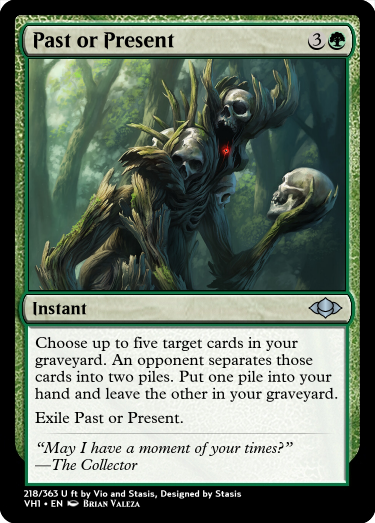 Past or Present 3
Instant
Choose up to five target cards in your
graveyard. An opponent separates those
cards into two piles. Put one pile into your
hand and leave the other in your graveyard.
Exile Past or Present.
“May I have a moment of your times?”
—The Collector
218/363 U ft by Vio and Stasis, Designed by Stasis
VH1 • EN Brian Valeza